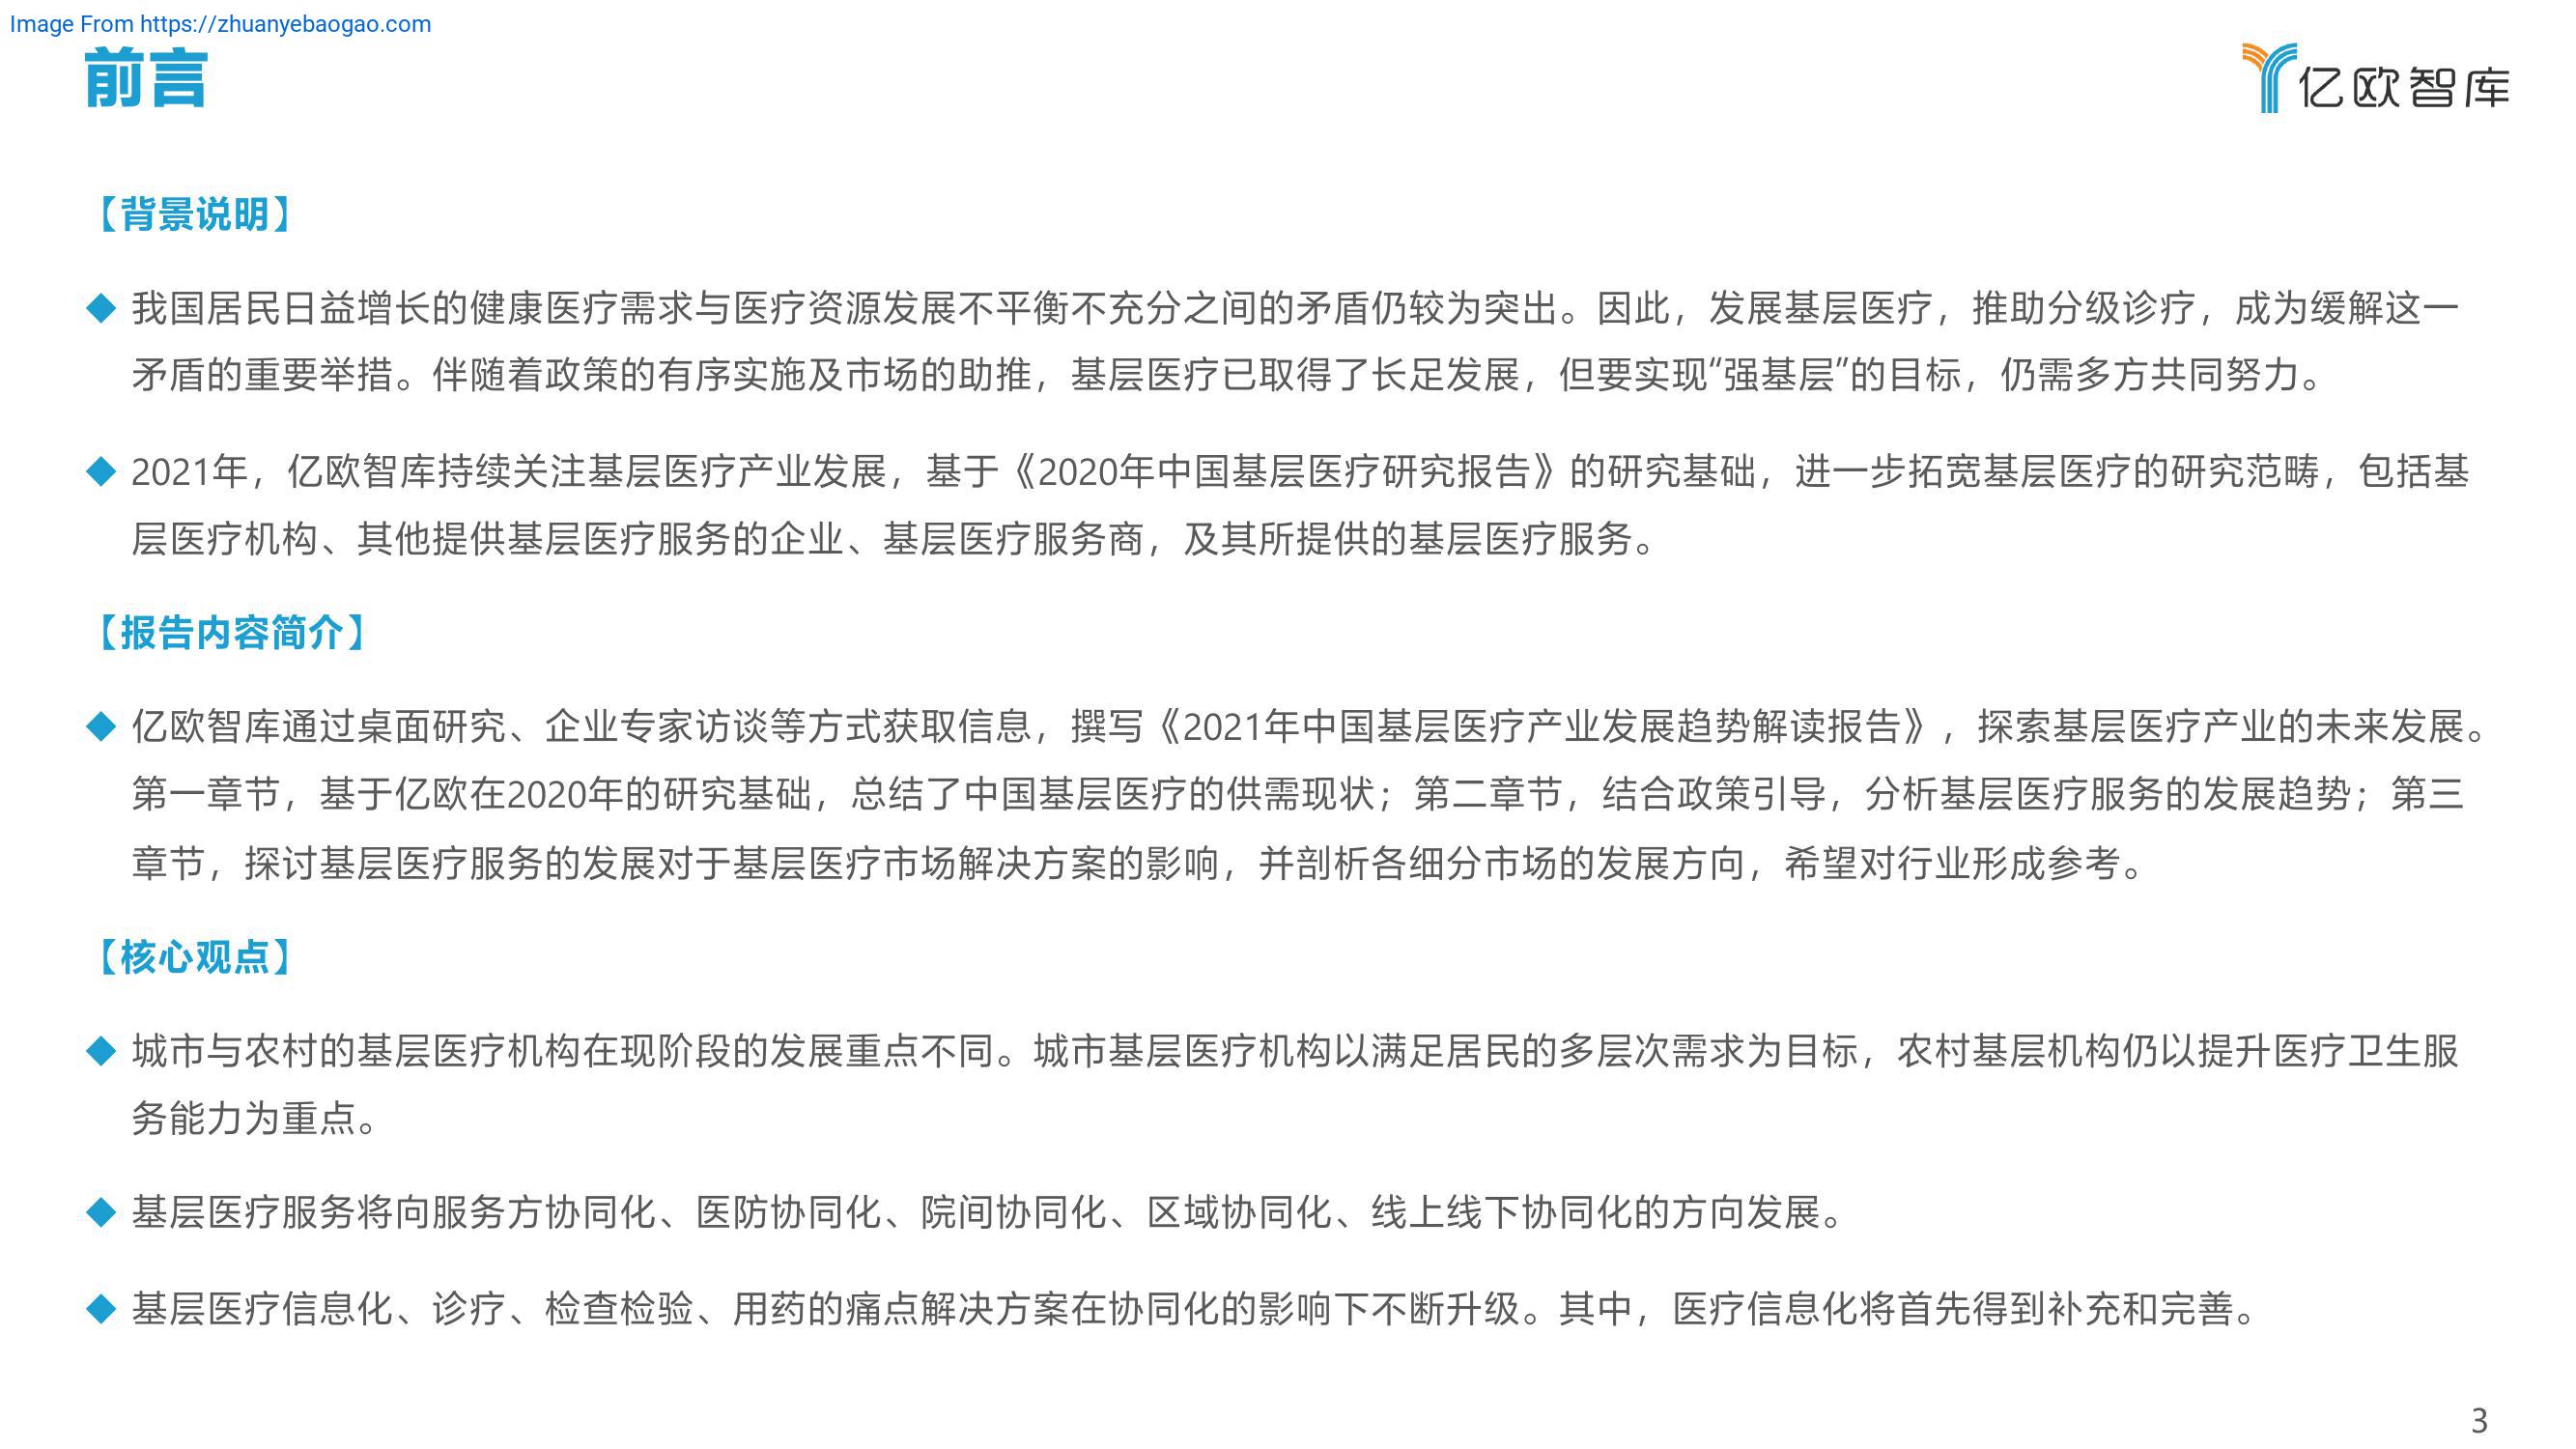 Image From https://zhuanyebaogao.com
前言
亿欧智库
【背景说明】
◆ 我国居民日益增长的健康医疗需求与医疗资源发展不平衡不充分之间的矛盾仍较为突出。因此，发展基层医疗，推助分级诊疗，成为缓解这一
矛盾的重要举措。伴随着政策的有序实施及市场的助推，基层医疗已取得了长足发展，但要实现“强基层”的目标，仍需多方共同努力。
◆ 2021年，亿欧智库持续关注基层医疗产业发展，基于《2020年中国基层医疗研究报告》的研究基础，进一步拓宽基层医疗的研究范畴，包括基
层医疗机构、其他提供基层医疗服务的企业、基层医疗服务商，及其所提供的基层医疗服务。
【报告内容简介】
◆ 亿欧智库通过桌面研究、企业专家访谈等方式获取信息，撰写《2021年中国基层医疗产业发展趋势解读报告》，探索基层医疗产业的未来发展。
第一章节，基于亿欧在2020年的研究基础，总结了中国基层医疗的供需现状；第二章节，结合政策引导，分析基层医疗服务的发展趋势；第三
章节，探讨基层医疗服务的发展对于基层医疗市场解决方案的影响，并剖析各细分市场的发展方向，希望对行业形成参考。
【核心观点】
◆ 城市与农村的基层医疗机构在现阶段的发展重点不同。城市基层医疗机构以满足居民的多层次需求为目标，农村基层机构仍以提升医疗卫生服
务能力为重点。
◆ 基层医疗服务将向服务方协同化、医防协同化、院间协同化、区域协同化、线上线下协同化的方向发展。
◆ 基层医疗信息化、诊疗、检查检验、用药的痛点解决方案在协同化的影响下不断升级。其中，医疗信息化将首先得到补充和完善。
3